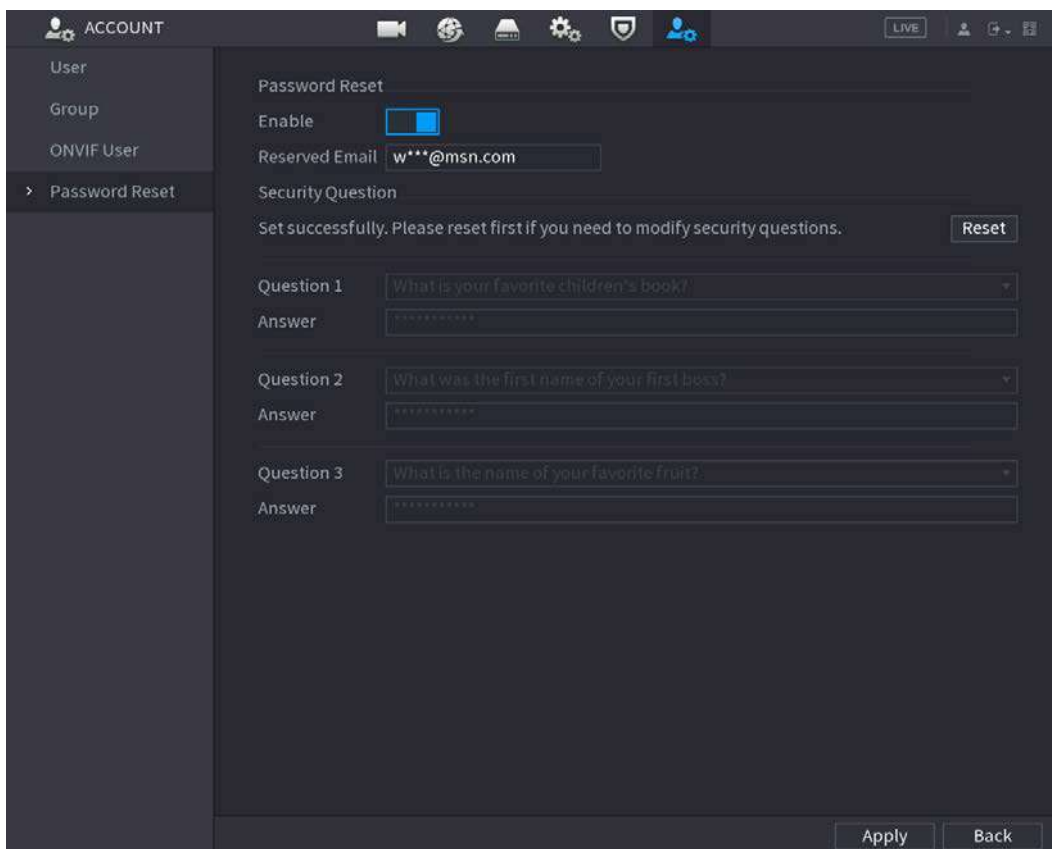 ACCOUNT
LIVE
User
Group
ONVIF User
Password Reset
Password Reset
Enable
Reserved Email w***@msn.com
Security Question
Set successfully. Please reset first if you need to modify security questions. Reset
Question 1 What is your favorite children's book?
Answer ***********
Question 2 What was the first name of your first boss?
Answer ***********
Question 3 What is the name of your favorite fruit?
Answer ***********
Apply Back